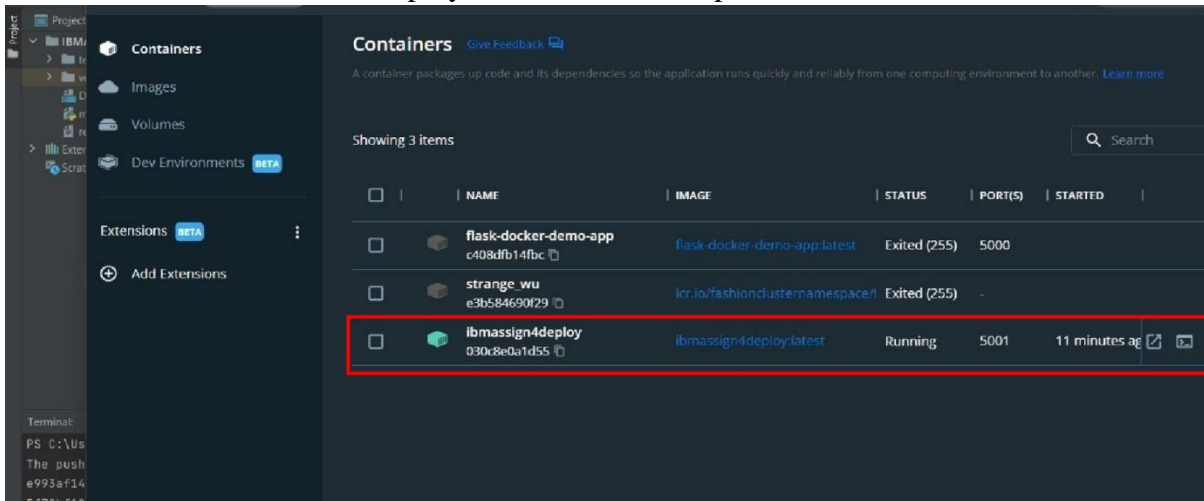 Project
Project
IBMA
Exter
Scrat
Containers
Images
Volumes
Dev Environments BETA
Extensions BETA
Add Extensions
Containers Give Feedback
A container packages up code and its dependencies so the application runs quickly and reliably from one computing environment to another. Learn more
Showing 3 items
Search
NAME IMAGE STATUS PORT(S) STARTED
flask-docker-demo-app flask-docker-demo-app:latest Exited (255) 5000
c408dfb14fbc
strange_wu icr.io/fashionclusternamespace/ Exited (255) -
e3b584690f29
ibmassign4deploy ibmassign4deploy:latest Running 5001 11 minutes ag
030c8e0a1d55
Terminal:
PS C:\Us
The push
e993af14